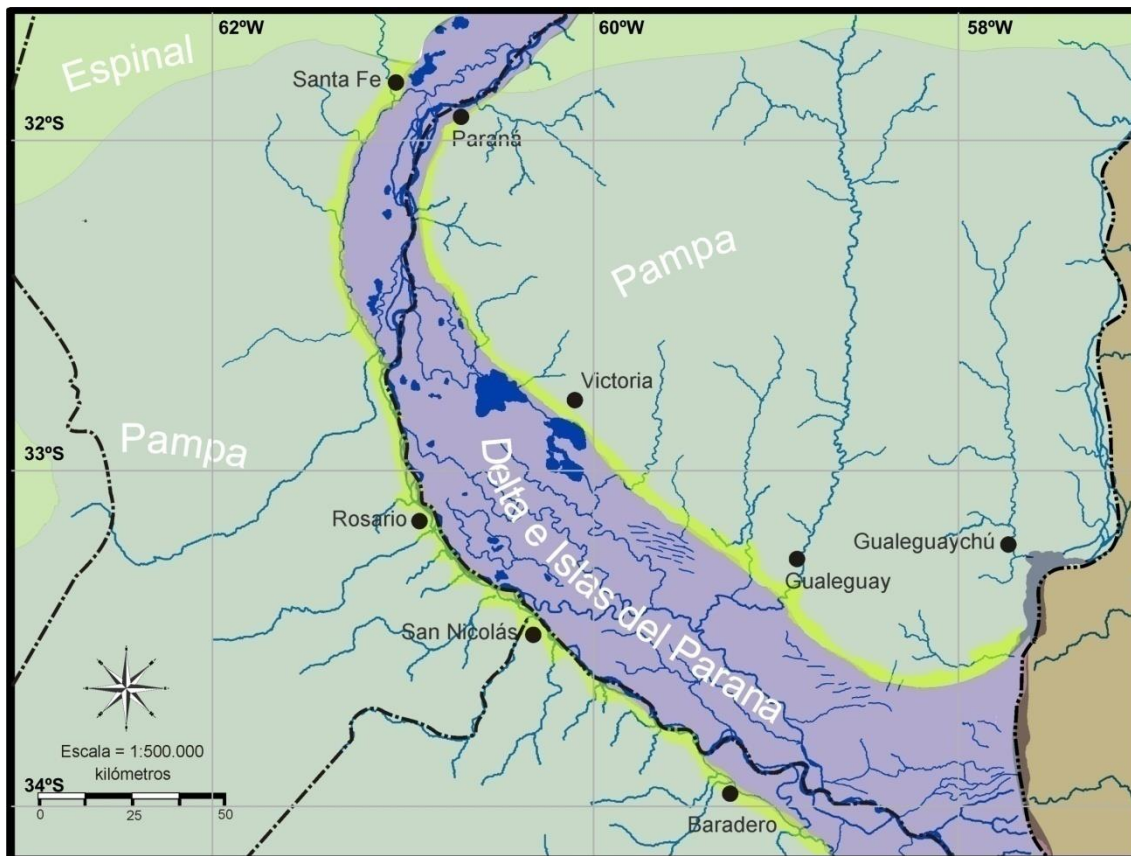 62ºW
60ºW
58ºW
Espinal
Santa Fe
32ºS
Paraná
Pampa
Victoria
Pampa
33ºS
Delta e Islas del Parana
Rosario
Gualeguaychú
Gualeguay
San Nicolás
Escala = 1:500.000
kilómetros
34ºS
0 25 50
Baradero